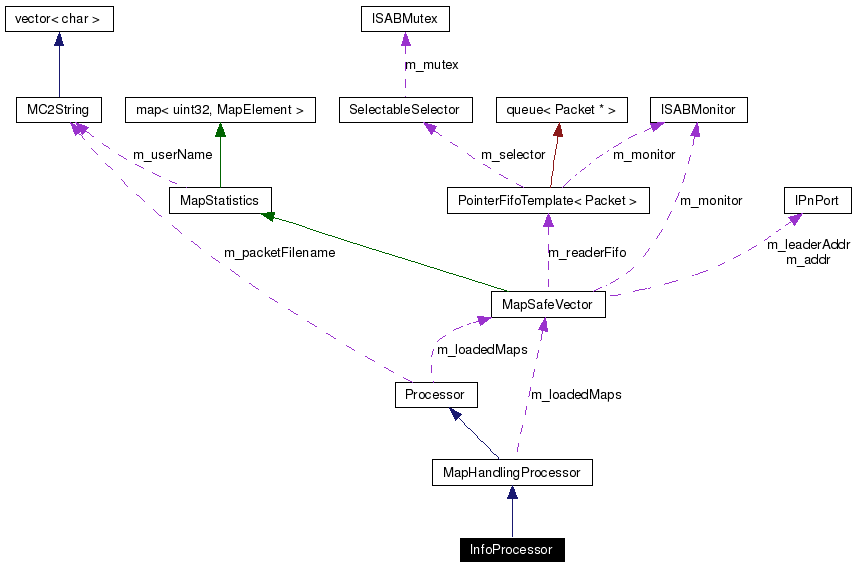 vector< char >
ISABMutex
m_mutex
MC2String
map< uint32, MapElement >
SelectableSelector
queue< Packet * >
ISABMonitor
m_userName
m_selector
m_monitor
MapStatistics
PointerFifoTemplate< Packet >
m_monitor
IPnPort
m_packetFilename
m_readerFifo
m_leaderAddr
m_addr
MapSafeVector
m_loadedMaps
Processor
m_loadedMaps
MapHandlingProcessor
InfoProcessor